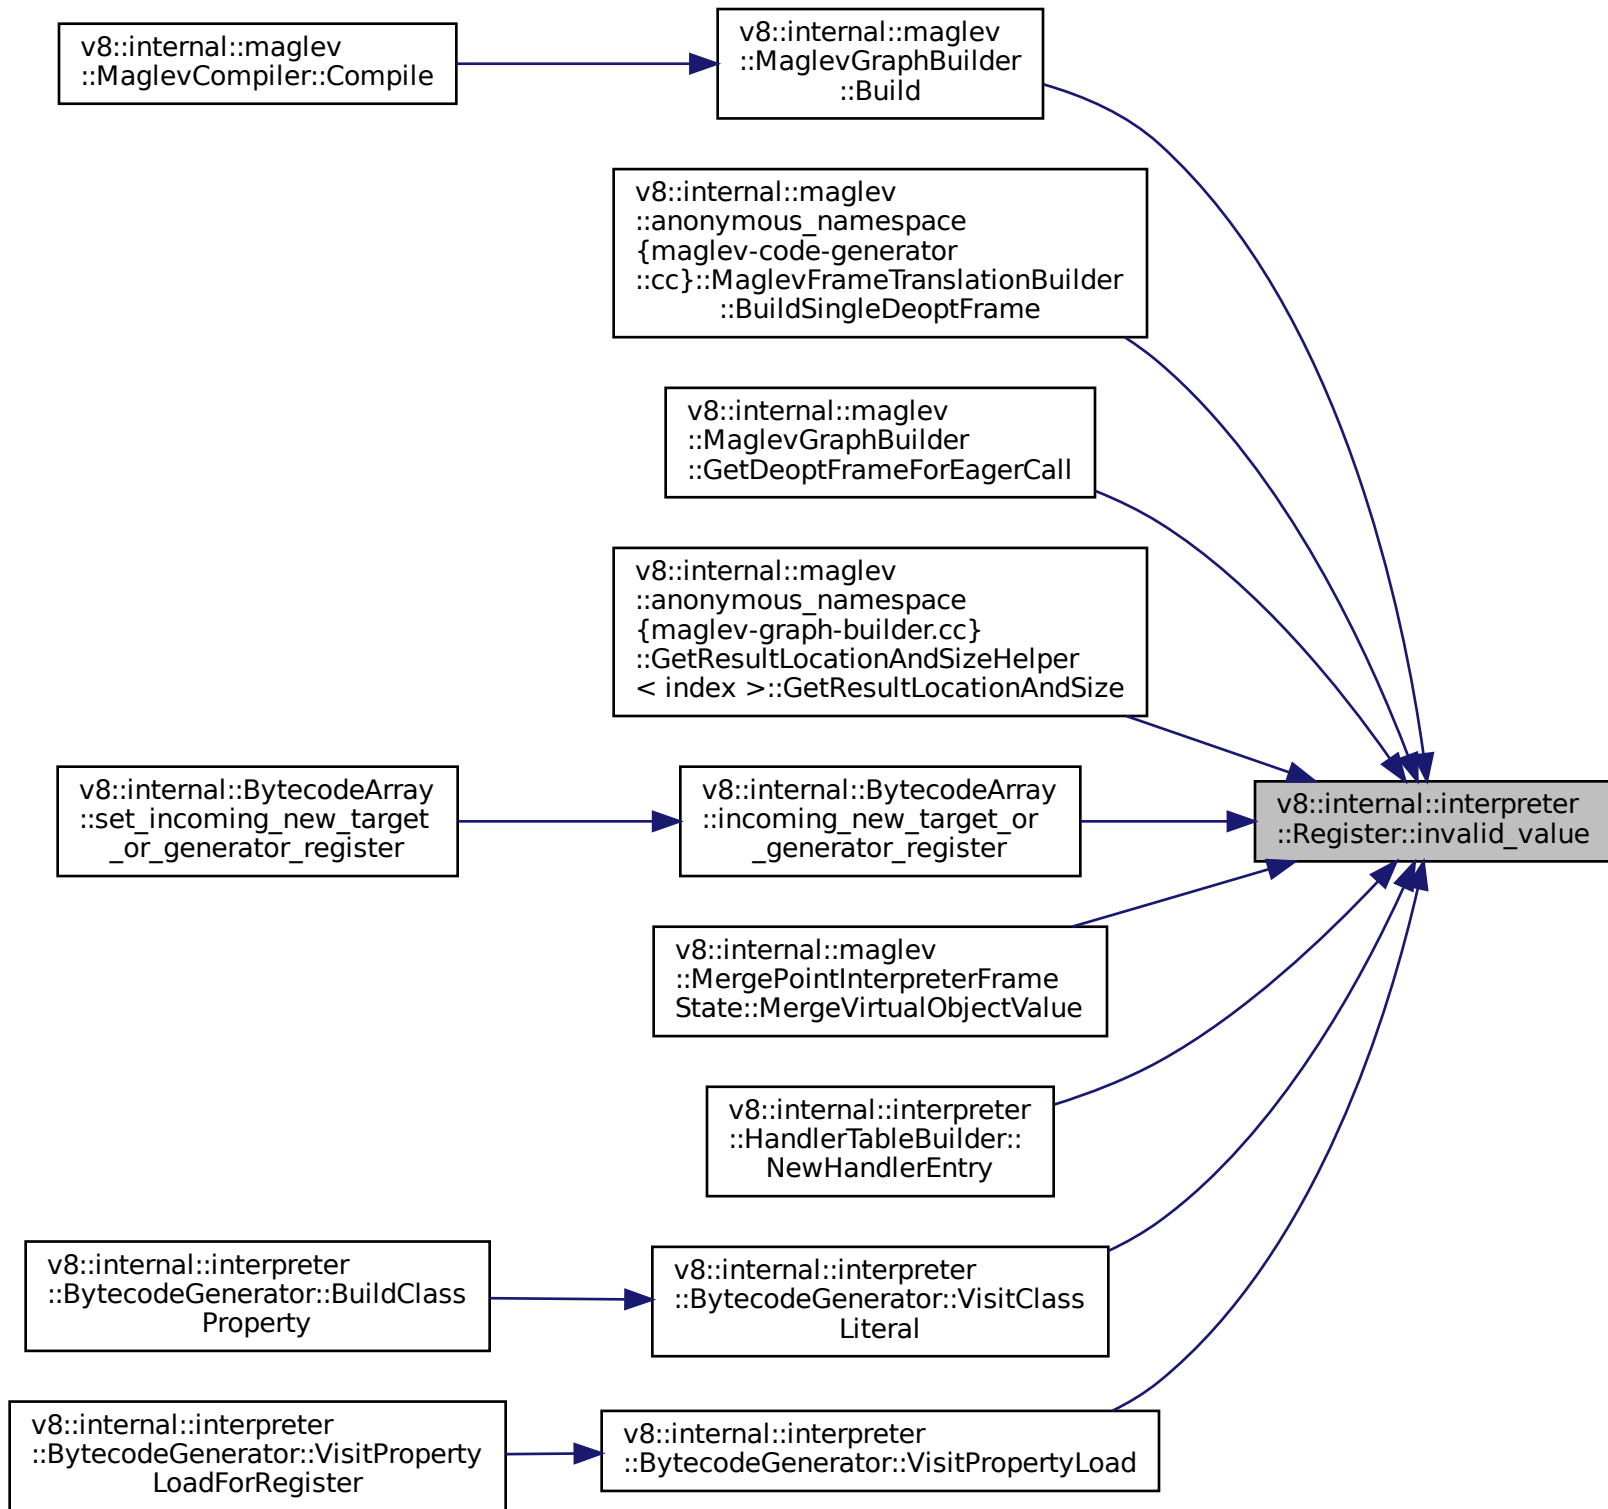 v8::internal::maglev
::MaglevCompiler::Compile
v8::internal::maglev
::MaglevGraphBuilder
::Build
v8::internal::maglev
::anonymous_namespace
{maglev-code-generator
::cc}::MaglevFrameTranslationBuilder
::BuildSingleDeoptFrame
v8::internal::maglev
::MaglevGraphBuilder
::GetDeoptFrameForEagerCall
v8::internal::maglev
::anonymous_namespace
{maglev-graph-builder.cc}
::GetResultLocationAndSizeHelper
< index >::GetResultLocationAndSize
v8::internal::BytecodeArray
::set_incoming_new_target
_or_generator_register
v8::internal::BytecodeArray
::incoming_new_target_or
_generator_register
v8::internal::interpreter
::Register::invalid_value
v8::internal::maglev
::MergePointInterpreterFrame
State::MergeVirtualObjectValue
v8::internal::interpreter
::HandlerTableBuilder::
NewHandlerEntry
v8::internal::interpreter
::BytecodeGenerator::BuildClass
Property
v8::internal::interpreter
::BytecodeGenerator::VisitClass
Literal
v8::internal::interpreter
::BytecodeGenerator::VisitProperty
LoadForRegister
v8::internal::interpreter
::BytecodeGenerator::VisitPropertyLoad